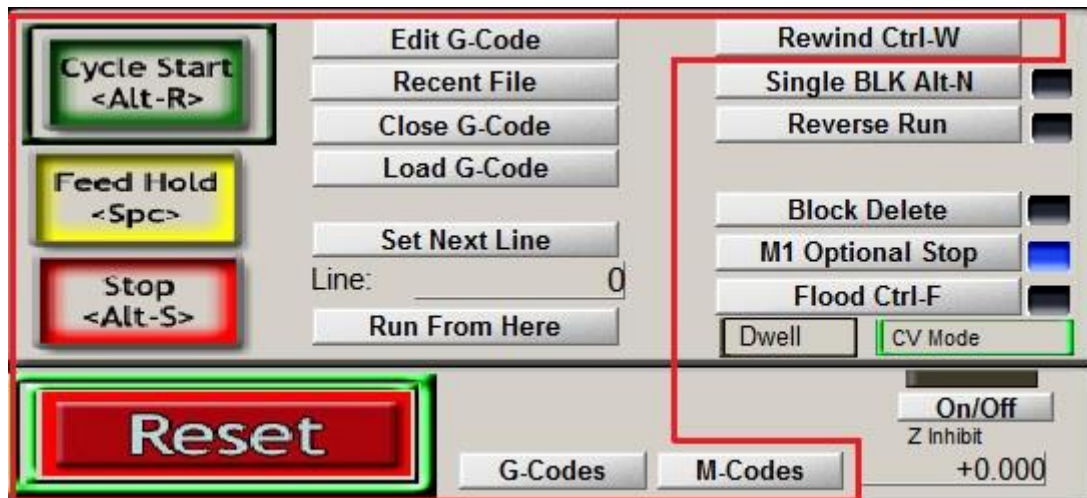 Cycle Start
<Alt-R>
Feed Hold
<Spc>
Stop
<Alt-S>
Edit G-Code
Recent File
Close G-Code
Load G-Code
Set Next Line
Line: 0
Run From Here
Rewind Ctrl-W
Single BLK Alt-N
Reverse Run
Block Delete
M1 Optional Stop
Flood Ctrl-F
Dwell CV Mode
Reset
G-Codes M-Codes
On/Off
Z Inhibit
+0.000